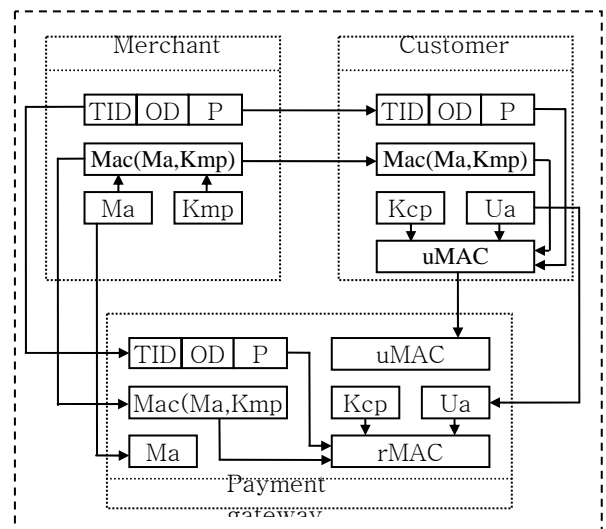 Merchant
Customer
TID OD P
TID OD P
Mac(Ma,Kmp)
Mac(Ma,Kmp)
Ma
Kmp
Kcp
Ua
uMAC
TID OD P
uMAC
Mac(Ma,Kmp
Kcp
Ua
Ma
rMAC
Payment
gateway